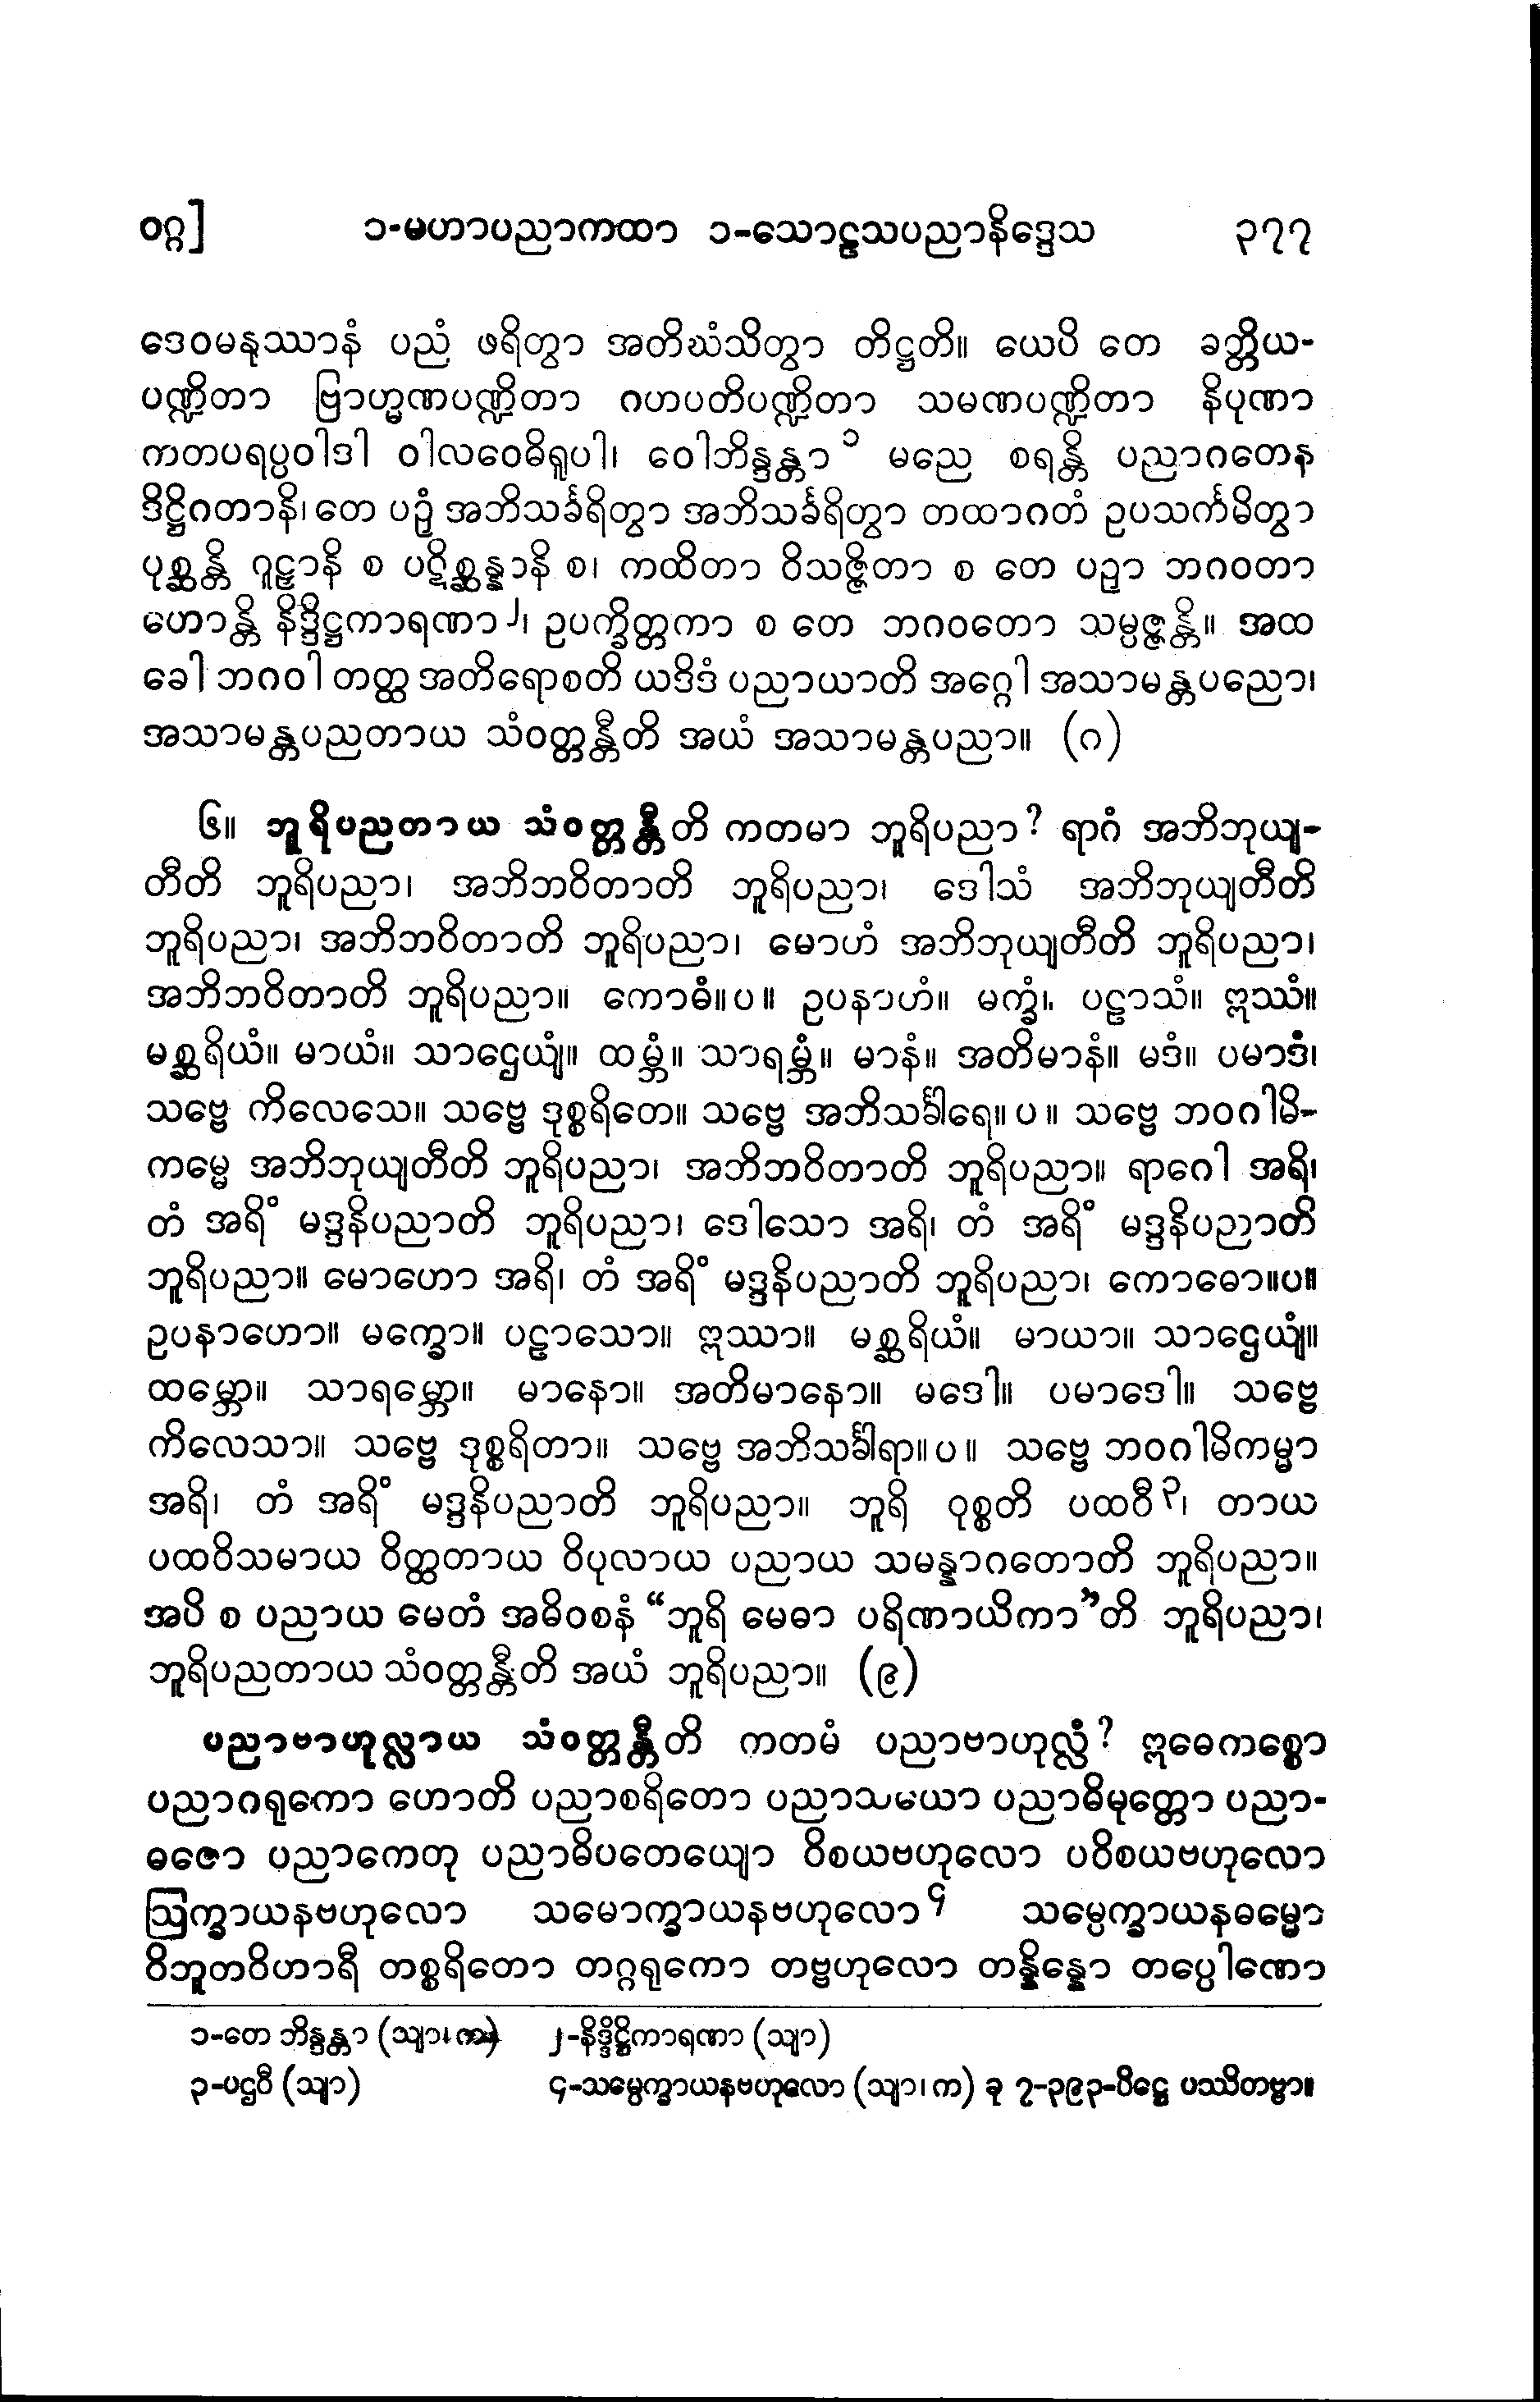 ဝဂ္ဂ] ၁-မဟာပညာကထာ ၁-သောဠသပညာနိဒ္ဒေသ ၃၇၇
ဒေဝမနုဿာနံ ပညံ ဖရိတွာ အတိဃံသိတွာ တိဋ္ဌတိ။ ယေပိ တေ ခတ္တိယ-
ပဏ္ဍိတာ ဗြာဟ္မဏပဏ္ဍိတာ ဂဟပတိပဏ္ဍိတာ သမဏပဏ္ဍိတာ နိပုဏာ
ကတပရပ္ပဝါဒါ ဝါလဝေဓိရူပါ၊ ဝေါဘိန္ဒန္တာ ၁ မညေ စရန္တိ ပညာဂတေန
ဒိဋ္ဌိဂတာနိ၊ တေ ပဉှံ အဘိသင်္ခရိတွာ အဘိသင်္ခရိတွာ တထာဂတံ ဥပသင်္ကမိတွာ
ပုစ္ဆန္တိ ဂူဠှာနိ စ ပဋိစ္ဆန္နာနိ စ၊ ကထိတာ ဝိသဇ္ဇိတာ စ တေ ပဉှာ ဘဂဝတာ
ဟောန္တိ နိဒ္ဒိဋ္ဌကာရဏာ ၂၊ ဥပက္ခိတ္တကာ စ တေ ဘဂဝတော သမ္ပဇ္ဇန္တိ။ အထ
ခေါ ဘဂဝါ တတ္ထ အတိရောစတိ ယဒိဒံ ပညာယာတိ အဂ္ဂေါ အသာမန္တပညော၊
အသာမန္တပညတာယ သံဝတ္တန္တီတိ အယံ အသာမန္တပညာ။ (၈)
၆။ ဘူရိပညတာယ သံဝတ္တန္တီတိ ကတမာ ဘူရိပညာ? ရာဂံ အဘိဘုယျ-
တီတိ ဘူရိပညာ၊ အဘိဘဝိတာတိ ဘူရိပညာ၊ ဒေါသံ အဘိဘုယျတီတိ
ဘူရိပညာ၊ အဘိဘဝိတာတိ ဘူရိပညာ၊ မောဟံ အဘိဘုယျတီတိ ဘူရိပညာ၊
အဘိဘဝိတာတိ ဘူရိပညာ။ ကောဓံ။ပ။ ဥပနာဟံ။ မက္ခံ။ ပဠာသံ။ ဣဿံ။
မစ္ဆရိယံ။ မာယံ။ သာဌေယျံ။ ထမ္ဘံ။ သာရမ္ဘံ။ မာနံ။ အတိမာနံ။ မဒံ။ ပမာဒံ၊
သဗ္ဗေ ကိလေသေ။ သဗ္ဗေ ဒုစ္စရိတေ။ သဗ္ဗေ အဘိသင်္ခါရေ။ပ။ သဗ္ဗေ ဘဝဂါမိ-
ကမ္မေ အဘိဘုယျတီတိ ဘူရိပညာ၊ အဘိဘဝိတာတိ ဘူရိပညာ။ ရာဂေါ အရိ၊
တံ အရိံ မဒ္ဒနိပညာတိ ဘူရိပညာ၊ ဒေါသော အရိ၊ တံ အရိံ မဒ္ဒနိပညာတိ
ဘူရိပညာ။ မောဟော အရိ၊ တံ အရိံ မဒ္ဒနိပညာတိ ဘူရိပညာ၊ ကောဓော။ပ။
ဥပနာဟော။ မက္ခော။ ပဠာသော။ ဣဿာ။ မစ္ဆရိယံ။ မာယာ။ သာဌေယျံ။
ထမ္ဘော။ သာရမ္ဘော။ မာနော။ အတိမာနော။ မဒေါ။ ပမာဒေါ။ သဗ္ဗေ
ကိလေသာ။ သဗ္ဗေ ဒုစ္စရိတာ။ သဗ္ဗေ အဘိသင်္ခါရာ။ပ။ သဗ္ဗေ ဘဝဂါမိကမ္မာ
အရိ၊ တံ အရိံ မဒ္ဒနိပညာတိ ဘူရိပညာ။ ဘူရိ ဝုစ္စတိ ပထဝီ ၃၊ တာယ
ပထဝိသမာယ ဝိတ္ထတာယ ဝိပုလာယ ပညာယ သမန္နာဂတောတိ ဘူရိပညာ။
အပိ စ ပညာယ မေတံ အဓိဝစနံ “ဘူရိ မေဓာ ပရိဏာယိကာ”တိ ဘူရိပညာ၊
ဘူရိပညတာယ သံဝတ္တန္တီတိ အယံ ဘူရိပညာ။ (၉)
ပညာဗာဟုလ္လာယ သံဝတ္တန္တီတိ ကတမံ ပညာဗာဟုလ္လံ? ဣဓေကစ္စော
ပညာဂရုကော ဟောတိ ပညာစရိတော ပညာသယော ပညာဓိမုတ္တော ပညာ-
ဓဇော ပညာကေတု ပညာဓိပတေယျော ဝိစယဗဟုလော ပဝိစယဗဟုလော
ဩက္ခာယနဗဟုလော သမောက္ခာယနဗဟုလော ၄ သမ္ပေက္ခာယနဓမ္မော
ဝိဘူတဝိဟာရီ တစ္စရိတော တဂ္ဂရုကော တဗ္ဗဟုလော တန္နိန္နော တပ္ပေါဏော
၁-တေ ဘိန္ဒန္တာ (သျာ၊ က) ၂-နိဒ္ဒိဋ္ဌိကာရဏာ (သျာ)
၃-ပဌဝီ (သျာ) ၄-သမ္ပေက္ခာယနဗဟုလော (သျာ၊ က) ခု ၇-၃၉၃-ပိဋ္ဌေ ပဿိတဗ္ဗာ။